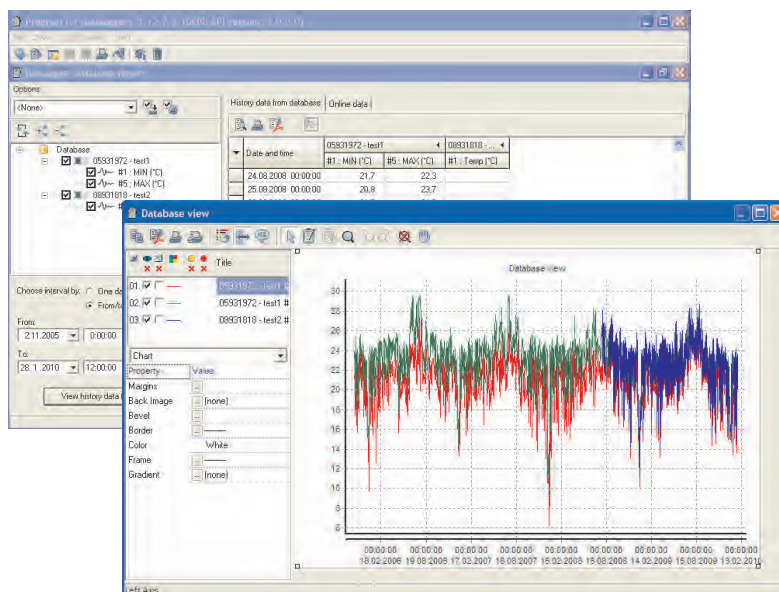 Options
<None>
History data from database
Online data
Date and time
05931972 - test1
08931818 - ...
#1 : MIN (°C)
#5 : MAX (°C)
#1 : Temp (°C)
24.08.2008 00:00:00
21,7
22,3
25.08.2008 00:00:00
20,8
23,7
Database
05931972 - test1
#1: MIN (°C)
#5: MAX (°C)
08931818 - test2
Choose interval by:
One da
From/to
From:
2.11.2005
0:00:00
To:
28. 1. 2010
12:00:00
View history data
Database view
Title
01.
05931972 - test1 #
02.
05931972 - test1 #
03.
08931818 - test2 #
Chart
Property
Value
Margins
Back Image
(none)
Bevel
Border
Color
White
Frame
Gradient
(none)
Database view
30
28
26
24
22
20
18
16
14
12
10
8
6
00:00:00 00:00:00 00:00:00 00:00:00 00:00:00 00:00:00 00:00:00 00:00:00 00:00:00
18.02.2006 19.08.2006 17.02.2007 18.08.2007 16.02.2008 15.08.2008 14.02.2009 15.08.2009 13.02.2010
Left Axis